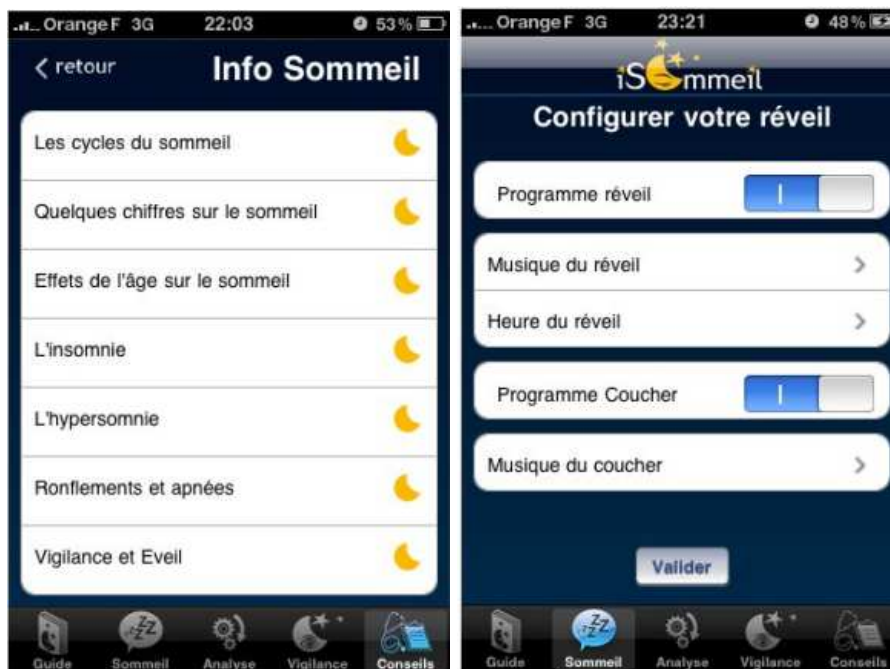 Orange F 3G 22:03 53 %
retour Info Sommeil
Les cycles du sommeil
Quelques chiffres sur le sommeil
Effets de l'âge sur le sommeil
L'insomnie
L'hypersomnie
Ronflements et apnées
Vigilance et Eveil
Guide Sommeil Analyse Vigilance Conseils
Orange F 3G 23:21 48 %
iSommeil
Configurer votre réveil
Programme réveil
Musique du réveil
Heure du réveil
Programme Coucher
Musique du coucher
Valider
Guide Sommeil Analyse Vigilance Conseils